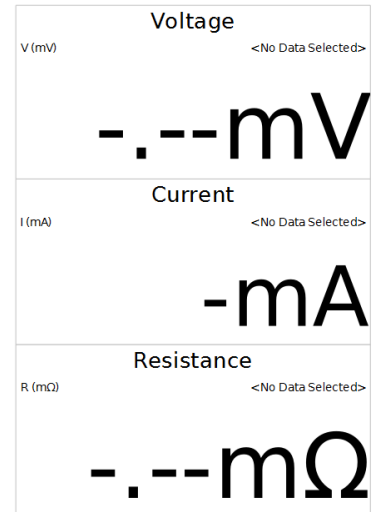 Voltage
V (mV) <No Data Selected>
-.--mV
Current
I (mA) <No Data Selected>
-mA
Resistance
R (mΩ) <No Data Selected>
-.--mΩ